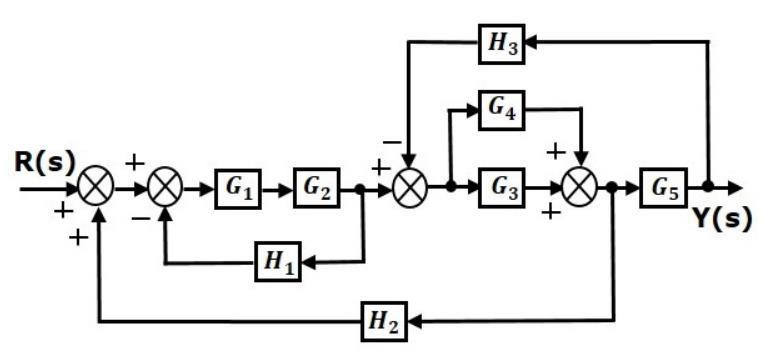 H₃
G₄
−
R(s)
+
+
+
G₁
G₂
G₃
G₅
+
−
+
Y(s)
+
H₁
H₂